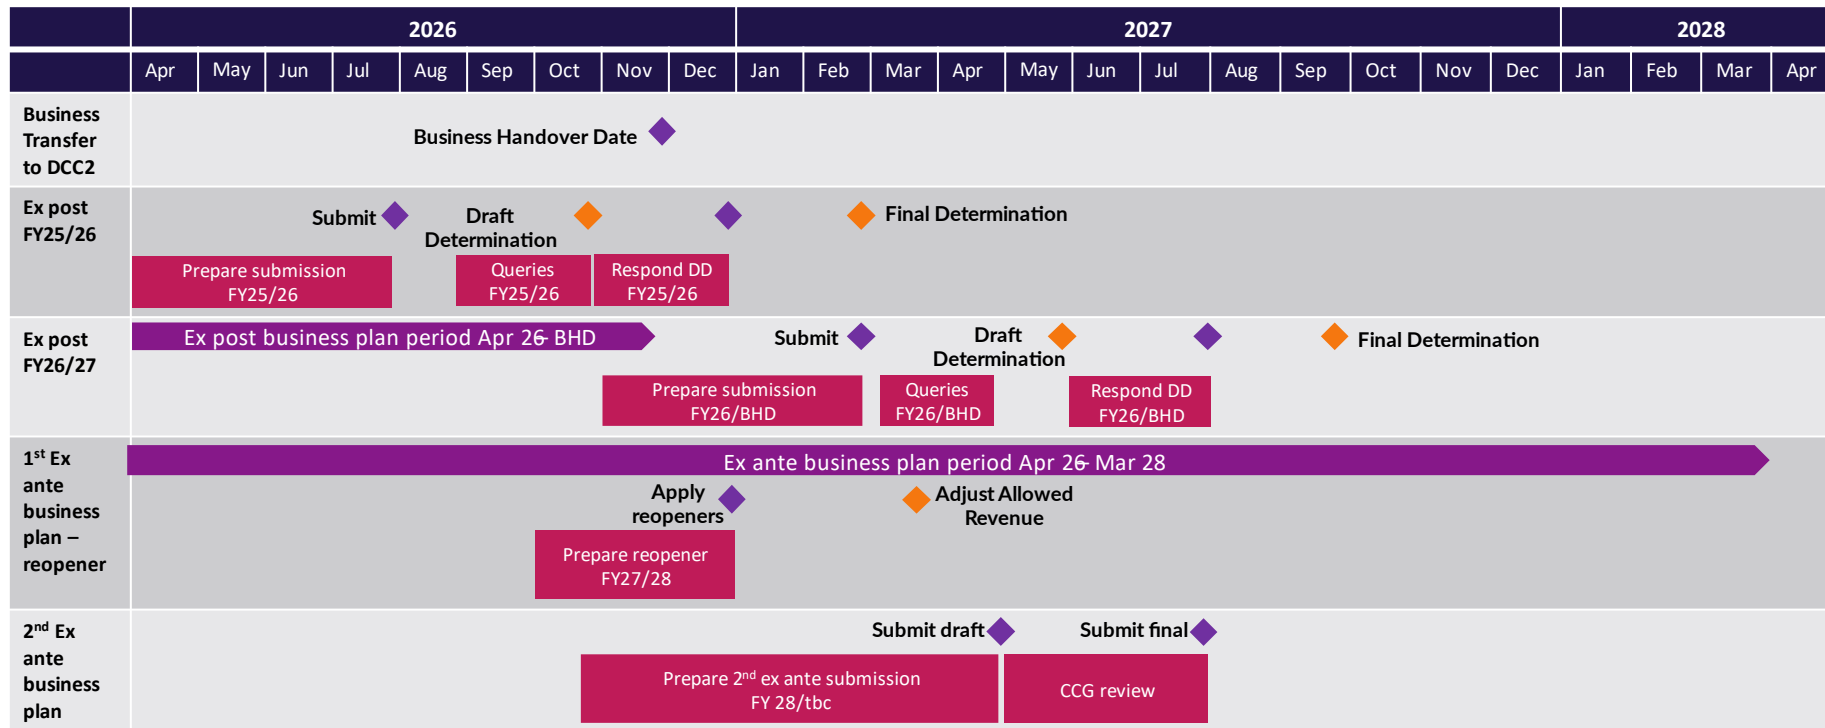 2026
2027
2028
Apr
May
Jun
Jul
Aug
Sep
Oct
Nov
Dec
Jan
Feb
Mar
Apr
May
Jun
Jul
Aug
Sep
Oct
Nov
Dec
Jan
Feb
Mar
Apr
Business
Transfer
to DCC2
Business Handover Date
Ex post
FY25/26
Submit
Draft
Determination
Final Determination
Prepare submission
FY25/26
Queries
FY25/26
Respond DD
FY25/26
Ex post
FY26/27
Ex post business plan period Apr 26– BHD
Submit
Draft
Determination
Final Determination
Prepare submission
FY26/BHD
Queries
FY26/BHD
Respond DD
FY26/BHD
1st Ex
ante
business
plan –
reopener
Ex ante business plan period Apr 26– Mar 28
Apply
reopeners
Adjust Allowed
Revenue
Prepare reopener
FY27/28
2nd Ex
ante
business
plan
Submit draft
Submit final
Prepare 2nd ex ante submission
FY 28/tbc
CCG review